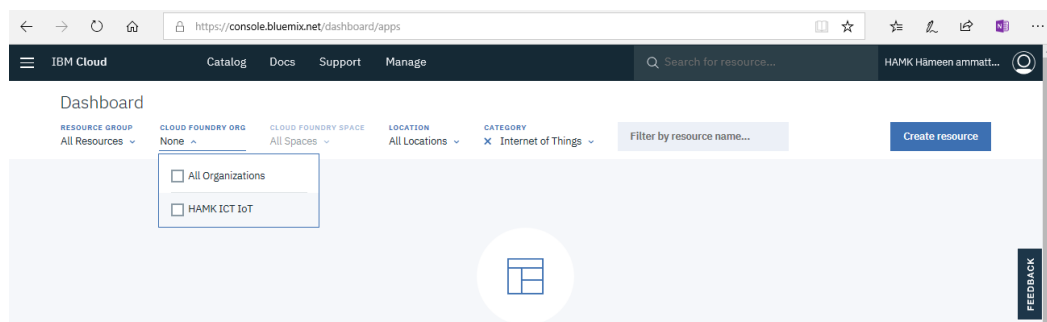 https://console.bluemix.net/dashboard/apps
IBM Cloud Catalog Docs Support Manage Search for resource... HAMK Hämeen ammatt...
Dashboard
RESOURCE GROUP CLOUD FOUNDRY ORG CLOUD FOUNDRY SPACE LOCATION CATEGORY
All Resources None All Spaces All Locations Internet of Things Filter by resource name... Create resource
All Organizations
HAMK ICT IoT
FEEDBACK